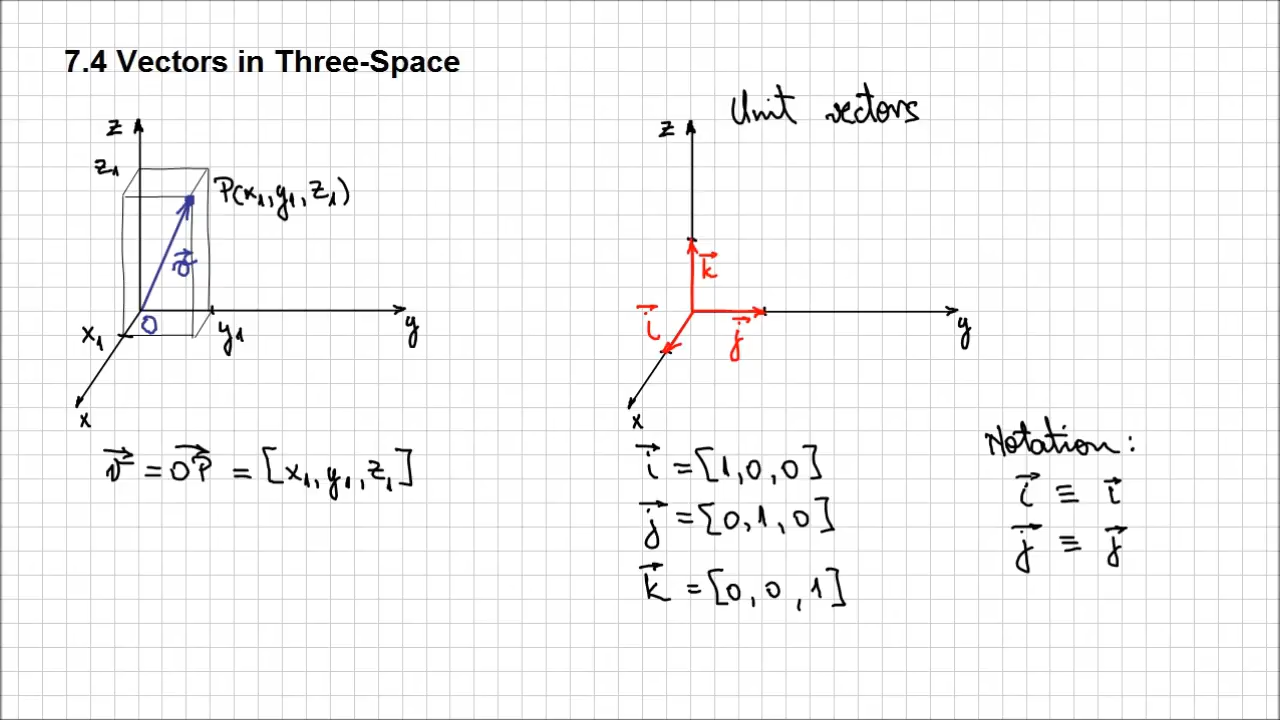 7.4 Vectors in Three-Space
z
z₁
P(x₁, y₁, z₁)
v⃗
O
x₁
y₁
y
x
v⃗ = OP⃗ = [x₁, y₁, z₁]
Unit vectors
z
k⃗
i⃗
j⃗
y
x
i⃗ = [1, 0, 0]
j⃗ = [0, 1, 0]
k⃗ = [0, 0, 1]
Notation:
i⃗ ≡ i⃗
j⃗ ≡ j⃗